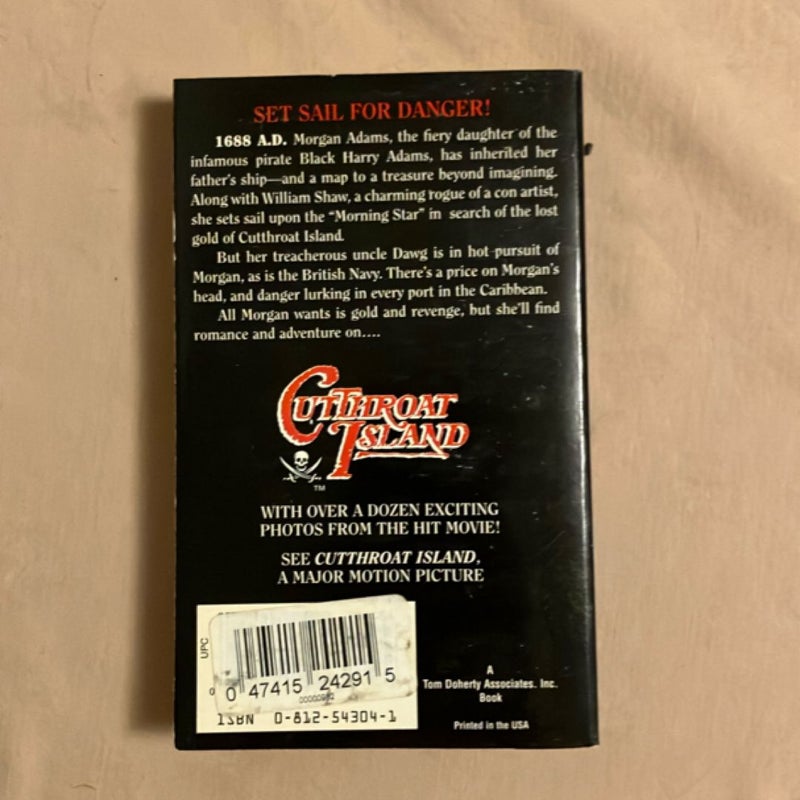 SET SAIL FOR DANGER!
1688 A.D. Morgan Adams, the fiery daughter of the
infamous pirate Black Harry Adams, has inherited her
father's ship—and a map to a treasure beyond imagining.
Along with William Shaw, a charming rogue of a con artist,
she sets sail upon the "Morning Star" in search of the lost
gold of Cutthroat Island.
But her treacherous uncle Dawg is in hot pursuit of
Morgan, as is the British Navy. There's a price on Morgan's
head, and danger lurking in every port in the Caribbean.
All Morgan wants is gold and revenge, but she'll find
romance and adventure on....
CUTTHROAT
ISLAND
TM
WITH OVER A DOZEN EXCITING
PHOTOS FROM THE HIT MOVIE!
SEE CUTTHROAT ISLAND,
A MAJOR MOTION PICTURE
UPC
0 47415 24291 5
ISBN 0-812-54304-1
A
Tom Doherty Associates, Inc.
Book
Printed in the USA